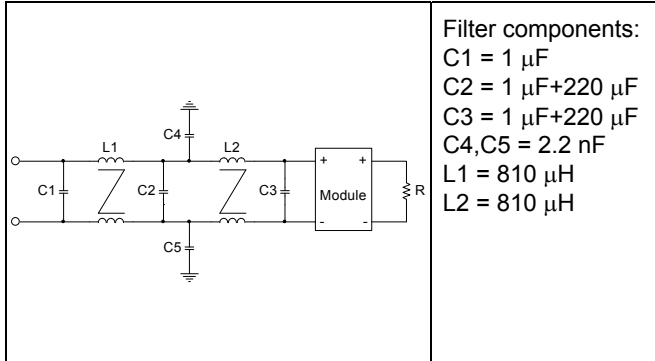 Filter components:
C1 = 1 μF
C2 = 1 μF+220 μF
C3 = 1 μF+220 μF
C4,C5 = 2.2 nF
L1 = 810 μH
L2 = 810 μH
C4
L1
L2
+ +
C1
C2
C3
Module
R
- -
C5